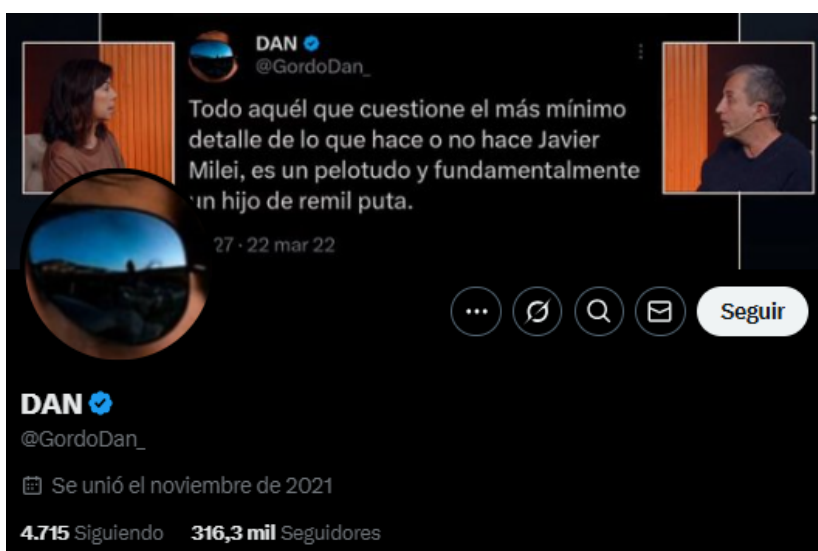 DAN
@GordoDan_
Todo aquél que cuestione el más mínimo
detalle de lo que hace o no hace Javier
Milei, es un pelotudo y fundamentalmente
un hijo de remil puta.
27 · 22 mar 22
Seguir
DAN
@GordoDan_
Se unió el noviembre de 2021
4.715 Siguiendo 316,3 mil Seguidores